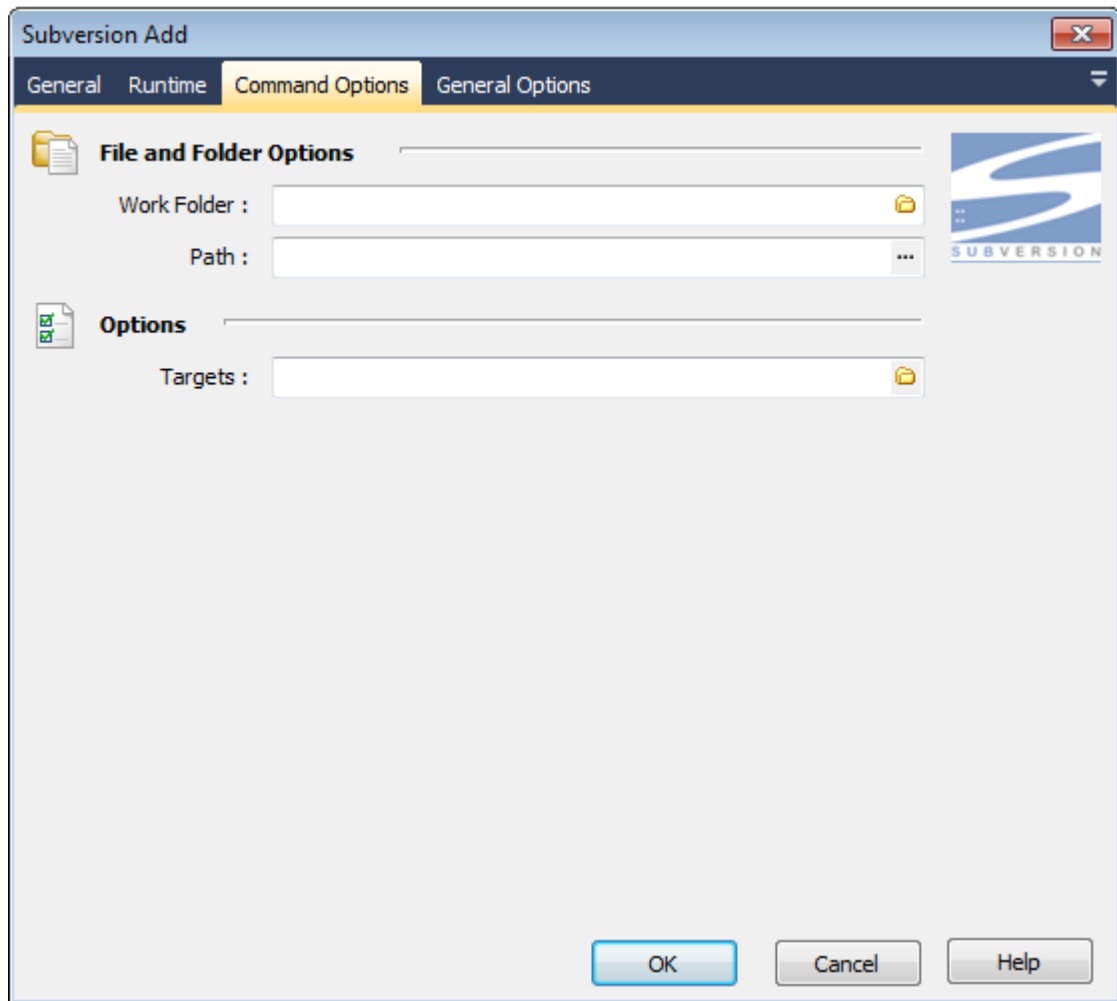 Subversion Add
General Runtime Command Options General Options
File and Folder Options
Work Folder :
Path :
...
SUBVERSION
Options
Targets :
OK Cancel Help